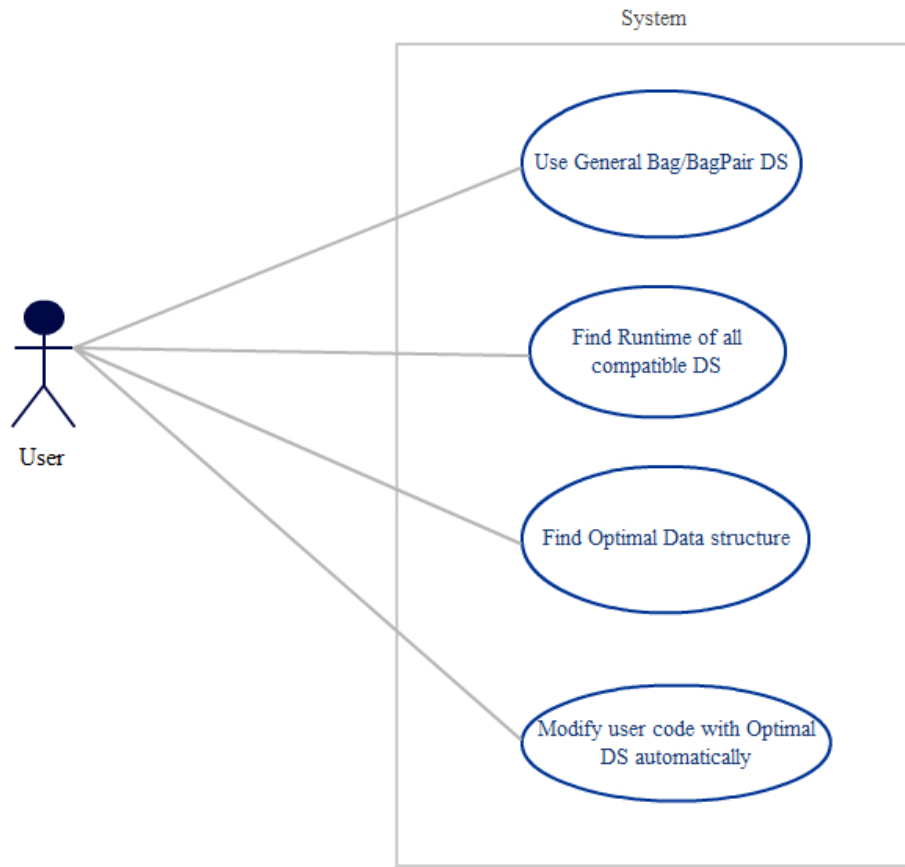 System
Use General Bag/BagPair DS
Find Runtime of all
compatible DS
User
Find Optimal Data structure
Modify user code with Optimal
DS automatically